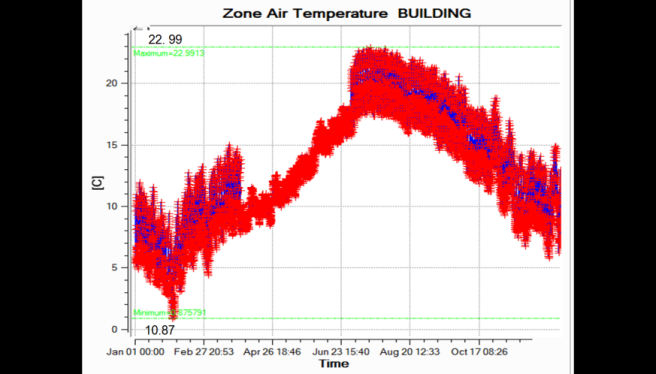 Zone Air Temperature BUILDING
22. 99
Maximum=22.9913
20
15
10
5
0
[C]
10.87
Jan 01 00:00 Feb 27 20:53 Apr 26 18:46 Jun 23 15:40 Aug 20 12:33 Oct 17 08:26
Time